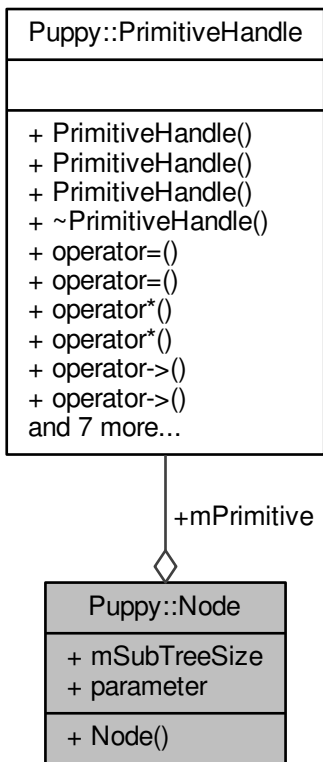 Puppy::PrimitiveHandle
+ PrimitiveHandle()
+ PrimitiveHandle()
+ PrimitiveHandle()
+ ~PrimitiveHandle()
+ operator=()
+ operator=()
+ operator*()
+ operator*()
+ operator->()
+ operator->()
and 7 more...
+mPrimitive
Puppy::Node
+ mSubTreeSize
+ parameter
+ Node()